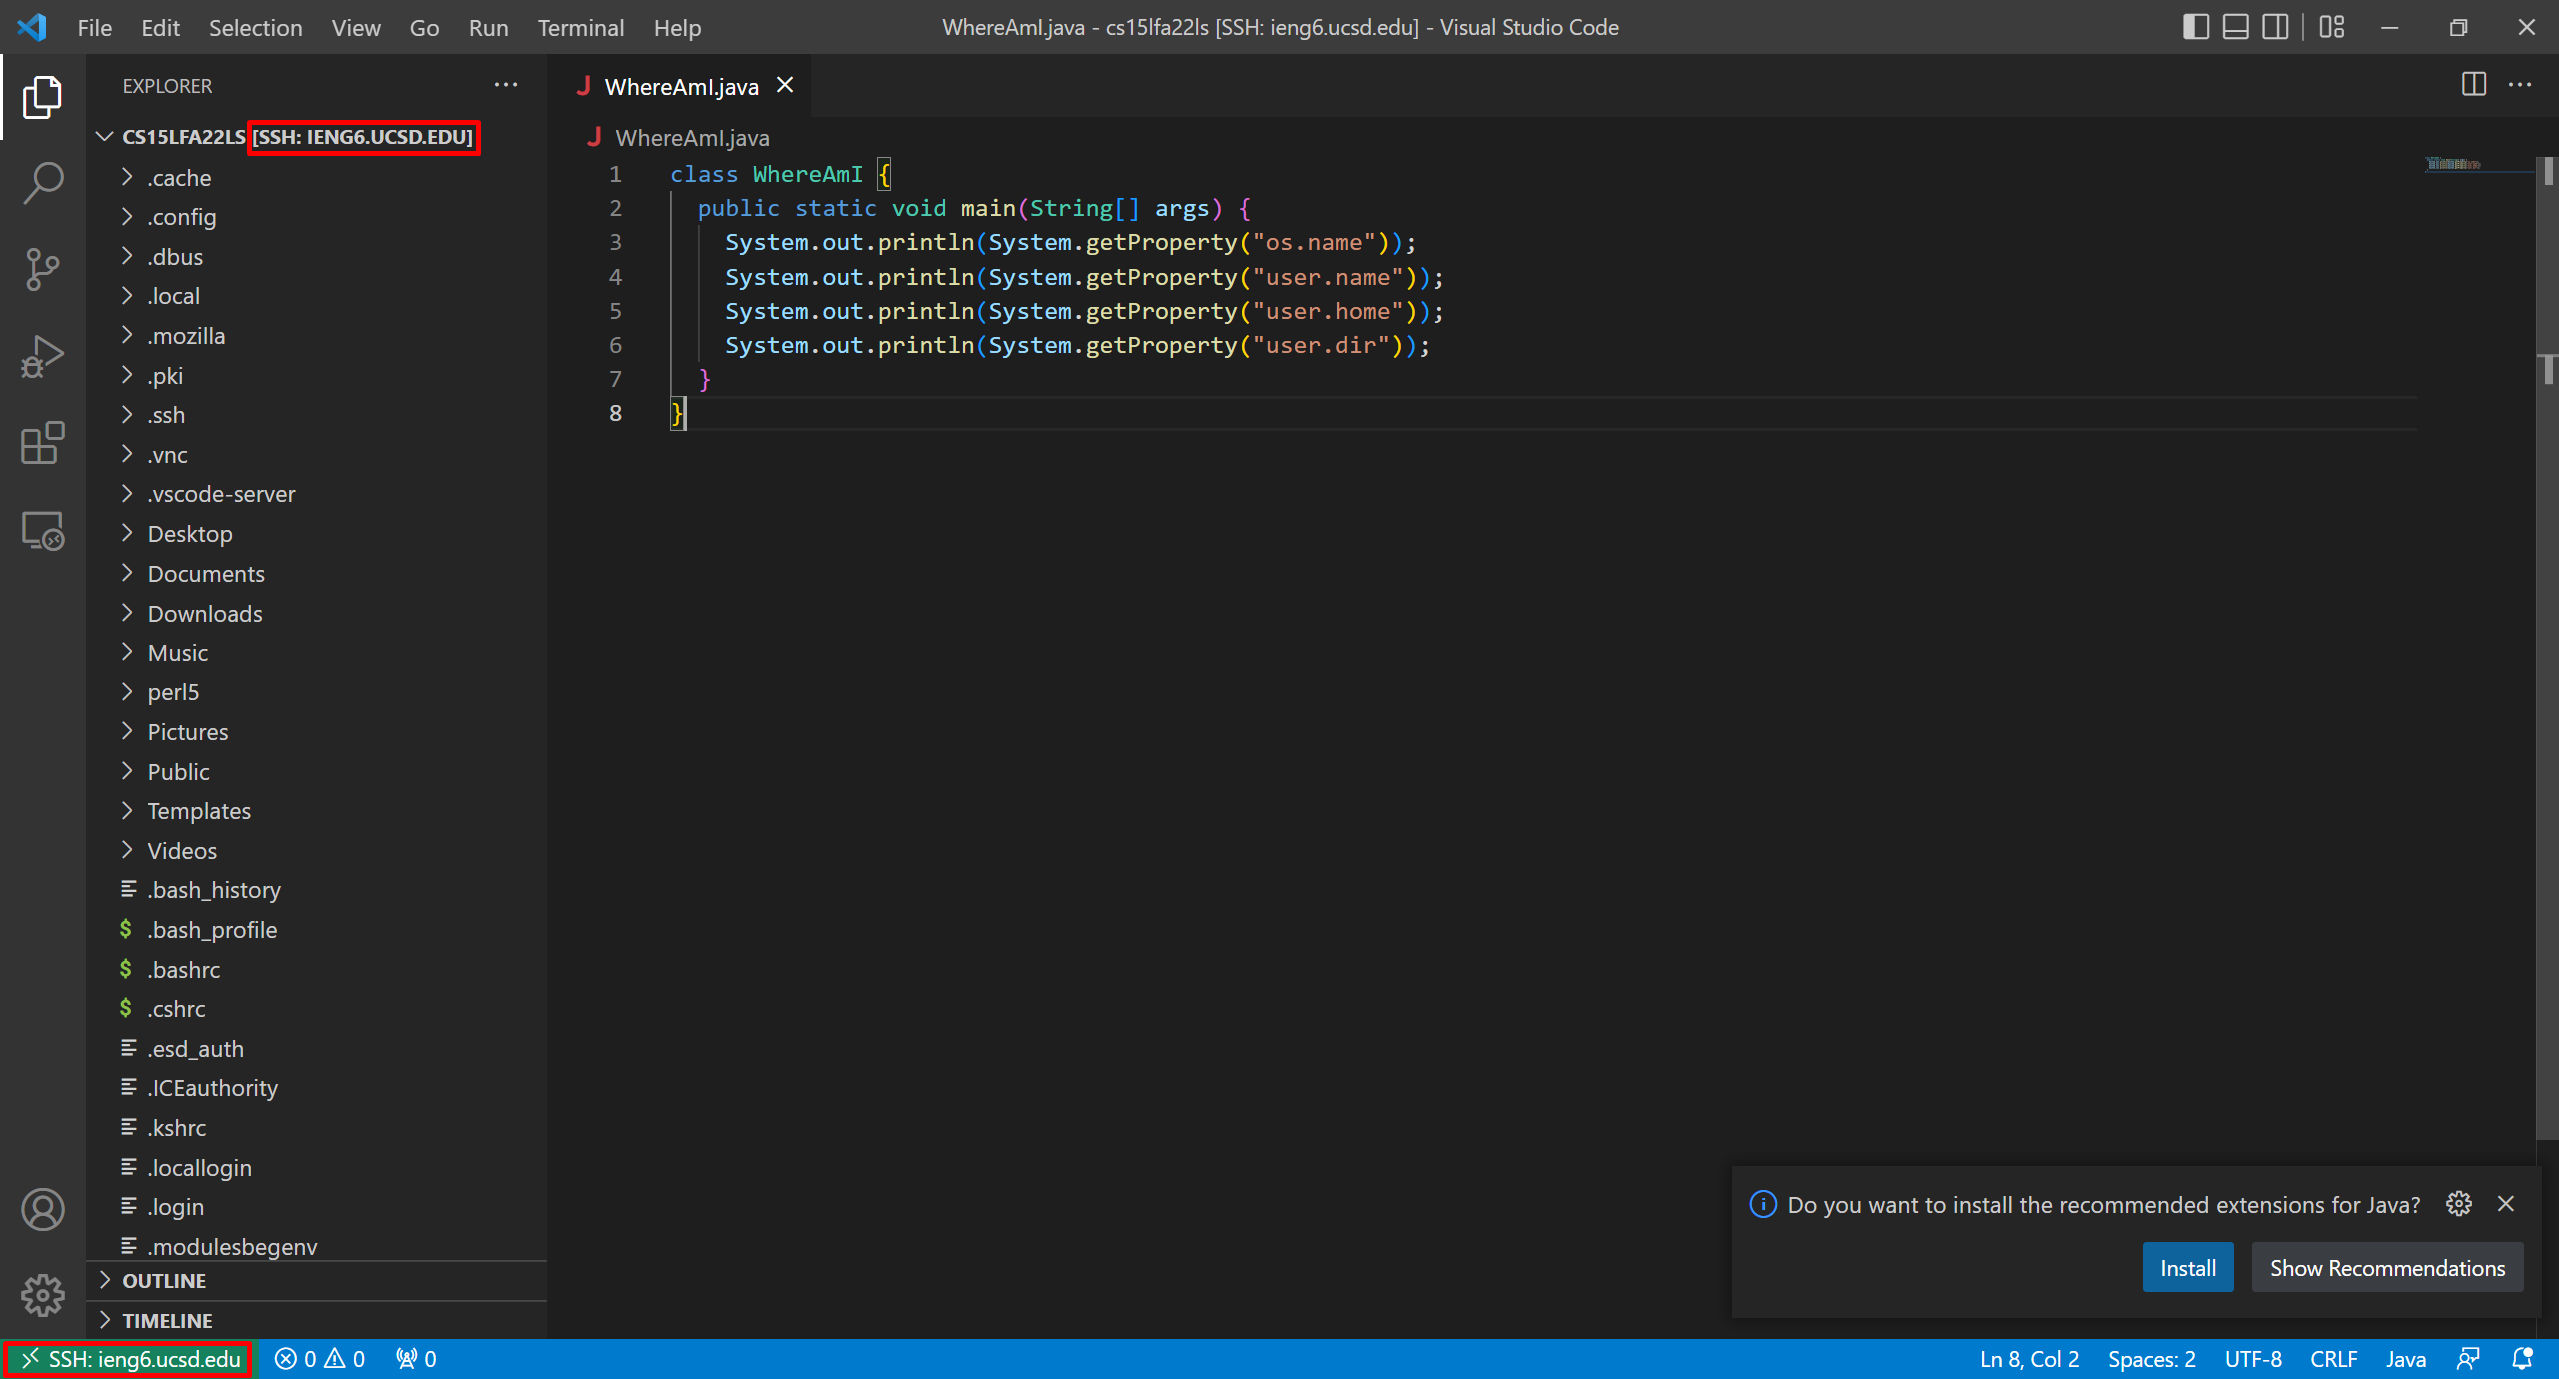 File Edit Selection View Go Run Terminal Help
WhereAmI.java - cs15lfa22ls [SSH: ieng6.ucsd.edu] - Visual Studio Code
EXPLORER
CS15LFA22LS [SSH: IENG6.UCSD.EDU]
.cache
.config
.dbus
.local
.mozilla
.pki
.ssh
.vnc
.vscode-server
Desktop
Documents
Downloads
Music
perl5
Pictures
Public
Templates
Videos
.bash_history
$ .bash_profile
$ .bashrc
$ .cshrc
.esd_auth
.ICEauthority
.kshrc
.locallogin
.login
.modulesbegenv
OUTLINE
TIMELINE
J WhereAmI.java
J WhereAmI.java
1 class WhereAmI {
2 public static void main(String[] args) {
3 System.out.println(System.getProperty("os.name"));
4 System.out.println(System.getProperty("user.name"));
5 System.out.println(System.getProperty("user.home"));
6 System.out.println(System.getProperty("user.dir"));
7 }
8 }
Do you want to install the recommended extensions for Java?
Install Show Recommendations
SSH: ieng6.ucsd.edu 0 0 0 Ln 8, Col 2 Spaces: 2 UTF-8 CRLF Java